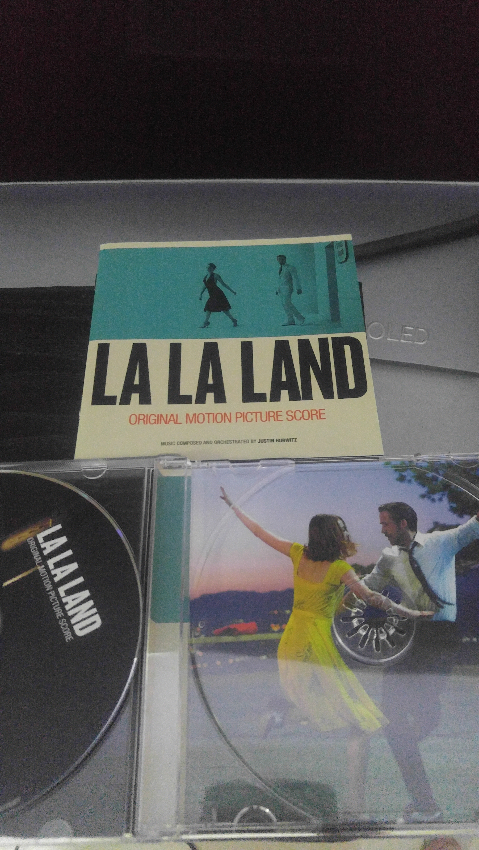 OLED
LA LA LAND
ORIGINAL MOTION PICTURE SCORE
MUSIC COMPOSED AND ORCHESTRATED BY JUSTIN HURWITZ
LA LA LAND
ORIGINAL MOTION PICTURE SCORE